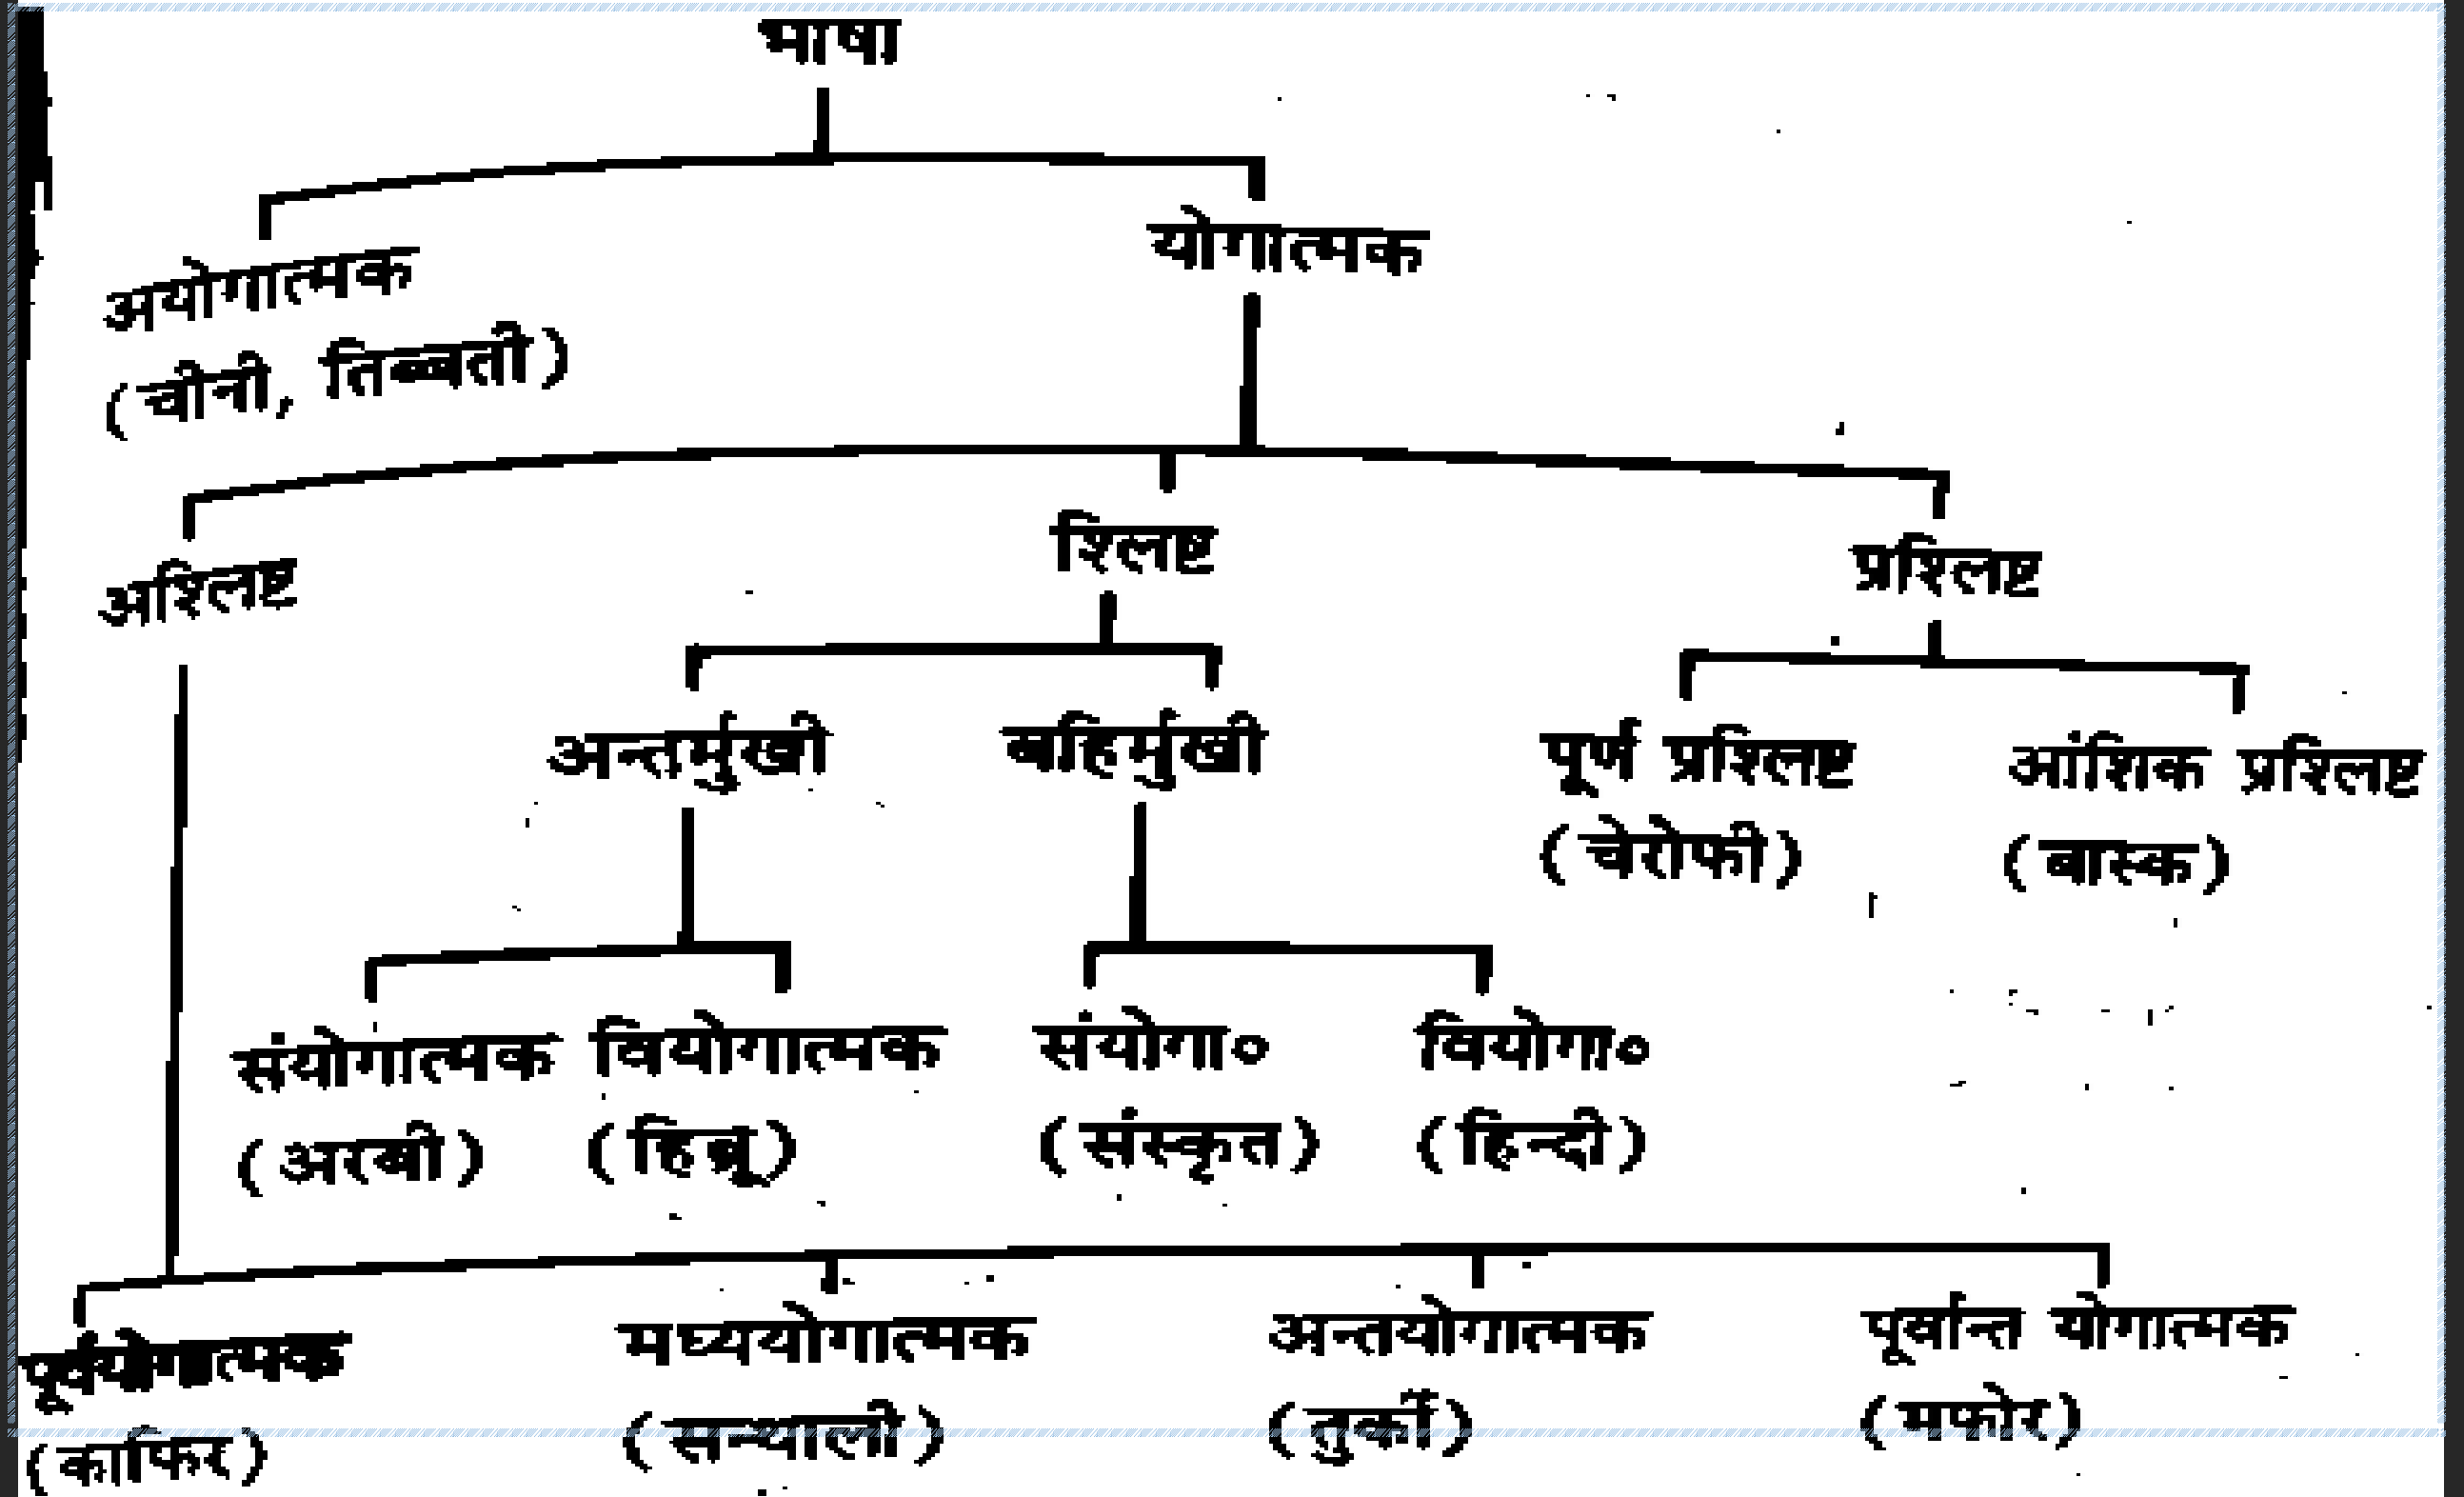 भाषा
योगात्मक
अयोगात्मक
(चीनी, तिब्बती)
अश्लिष्ट
श्लिष्ट
प्रश्लिष्ट
अन्तर्मुखी
बहिर्मुखी
पूर्ण प्रश्लिष्ट
(चेरोफी)
आंशिक प्रश्लिष्ट
(बास्क)
संयोगात्मक
(अरबी)
वियोगात्मक
(हिब्रू)
संयोगा०
(संस्कृत)
वियोगा०
(हिन्दी)
पूर्वयोगात्मक
(काफिर)
मध्ययोगात्मक
(सन्थाली)
अन्तयोगात्मक
(तुर्की)
पूर्वान्त योगात्मक
(मफोर)